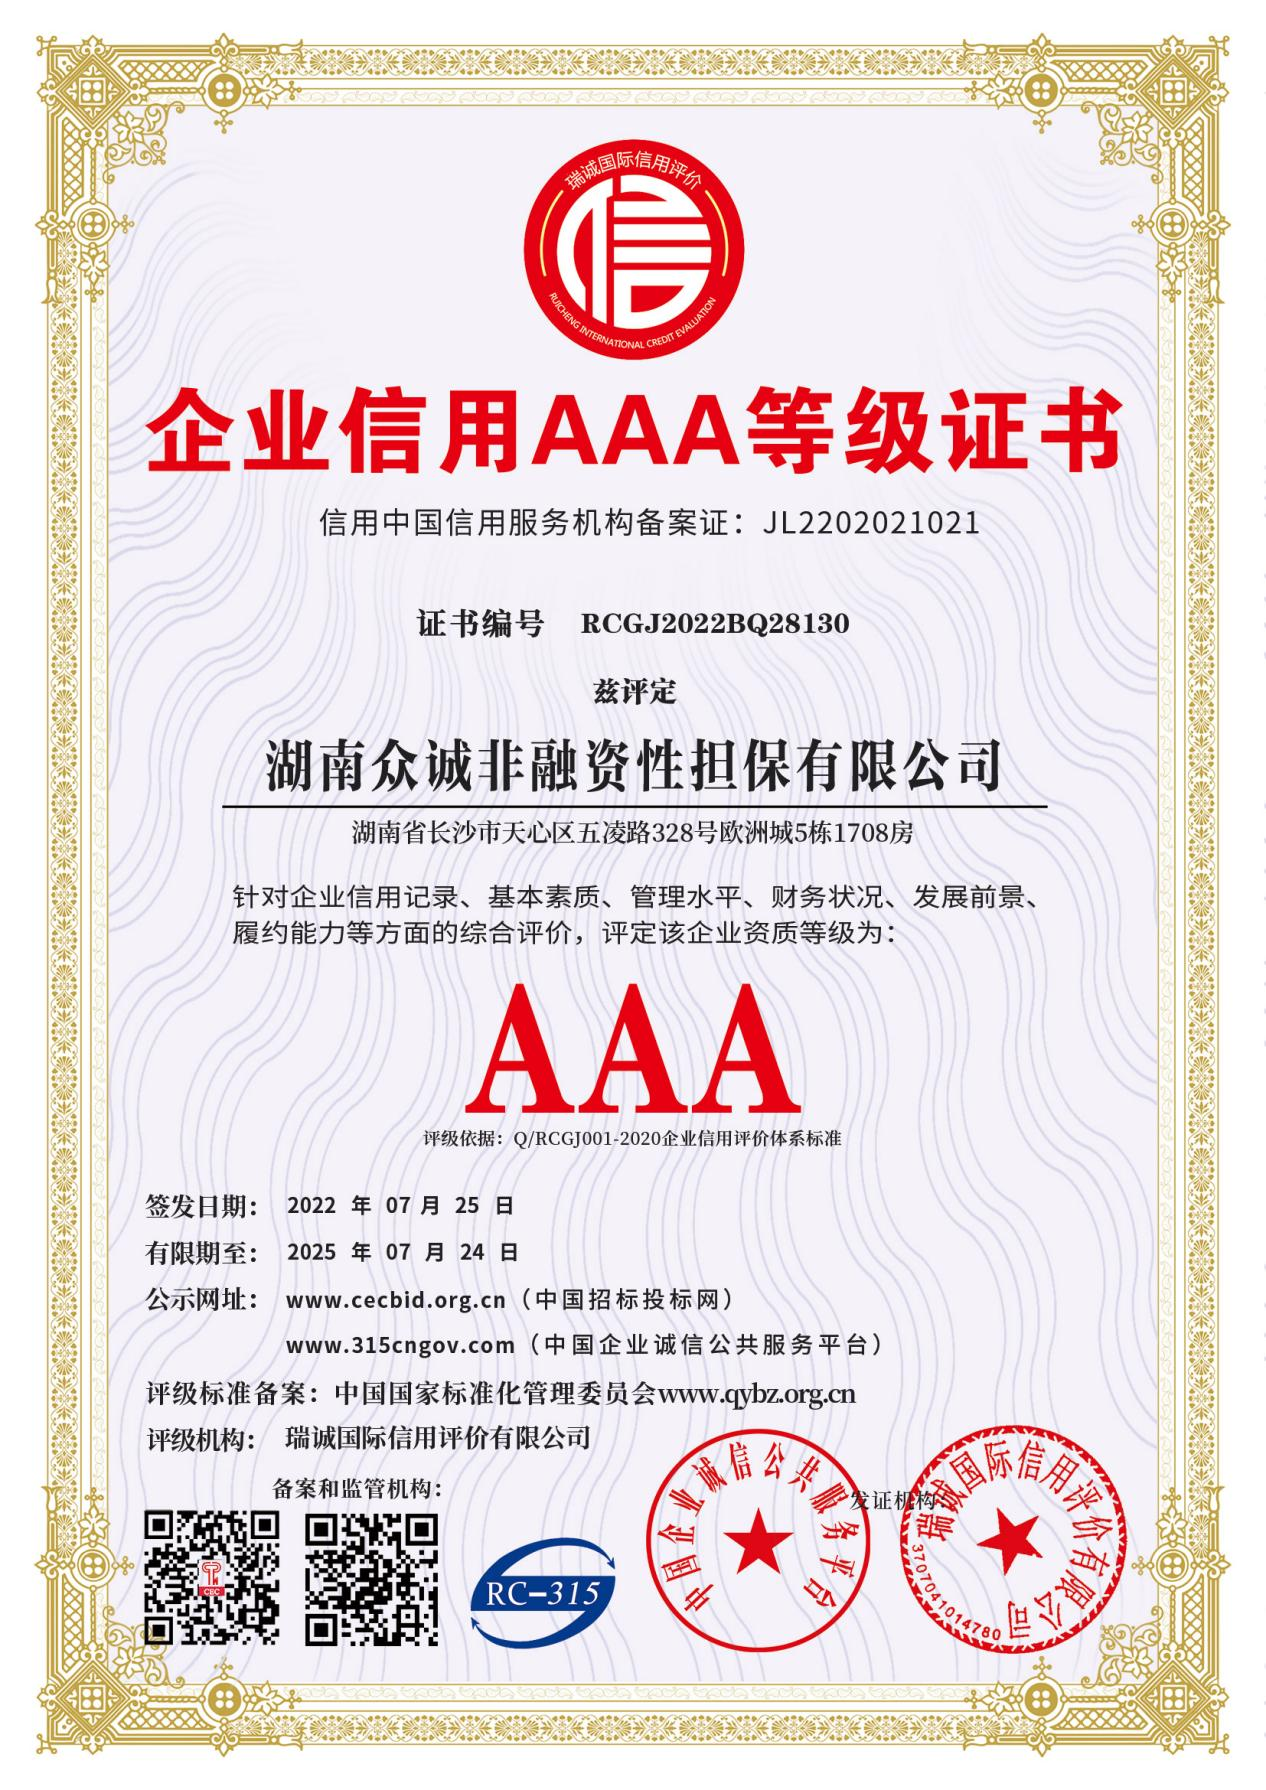 瑞诚国际信用评价
RUICHENG INTERNATIONAL CREDIT EVALUATION
企业信用AAA等级证书
信用中国信用服务机构备案证：JL2202021021
证书编号 RCGJ2022BQ28130
兹评定
湖南众诚非融资性担保有限公司
湖南省长沙市天心区五凌路328号欧洲城5栋1708房
针对企业信用记录、基本素质、管理水平、财务状况、发展前景、
履约能力等方面的综合评价，评定该企业资质等级为：
AAA
评级依据：Q/RCGJ001-2020企业信用评价体系标准
签发日期： 2022 年 07 月 25 日
有限期至： 2025 年 07 月 24 日
公示网址： www.cecbid.org.cn（中国招标投标网）
www.315cngov.com（中国企业诚信公共服务平台）
评级标准备案：中国国家标准化管理委员会www.qybz.org.cn
评级机构： 瑞诚国际信用评价有限公司
备案和监管机构：
发证机构：
CBC
RC-315
中国企业诚信公共服务平台
瑞诚国际信用评价有限公司
3707041014780